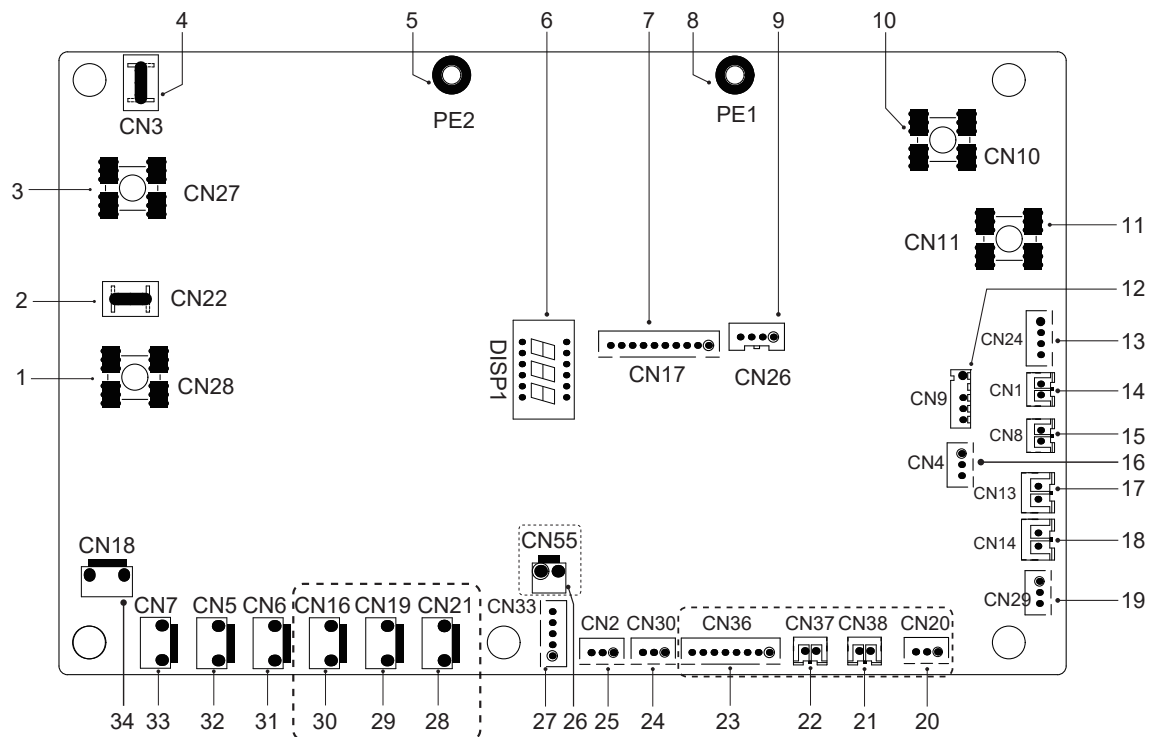 4 5 6 7 8 9 10
CN3
PE2
PE1
CN10
3
CN27
CN11
11
2
CN22
12
CN24
13
DISP1
CN17
CN26
1
CN28
CN9
CN1
14
CN8
15
CN4
16
CN13
17
CN14
18
CN18
CN55
CN29
19
CN7 CN5 CN6 CN16 CN19 CN21 CN33 CN2 CN30 CN36 CN37 CN38 CN20
34 33 32 31 30 29 28 27 26 25 24 23 22 21 20